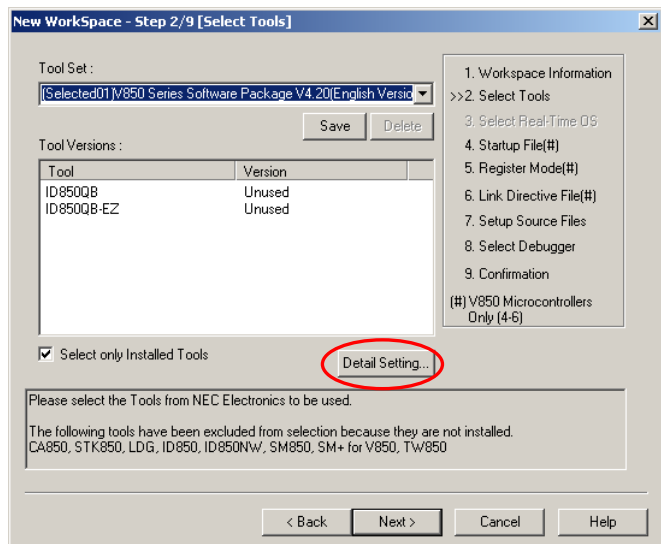 New WorkSpace - Step 2/9 [Select Tools]
Tool Set :
(Selected01)V850 Series Software Package V4.20(English Versio
Save
Delete
Tool Versions :
Tool
Version
ID850QB
Unused
ID850QB-EZ
Unused
Select only Installed Tools
Detail Setting...
1. Workspace Information
>>2. Select Tools
3. Select Real-Time OS
4. Startup File(#)
5. Register Mode(#)
6. Link Directive File(#)
7. Setup Source Files
8. Select Debugger
9. Confirmation
(#) V850 Microcontrollers
Only (4-6)
Please select the Tools from NEC Electronics to be used.
The following tools have been excluded from selection because they are not installed.
CA850, STK850, LDG, ID850, ID850NW, SM850, SM+ for V850, TW850
< Back
Next >
Cancel
Help